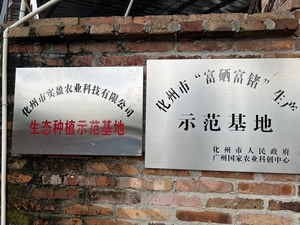 化州市实盈农业科技有限公司
生态种植示范基地
化州市“富硒富锗”生产
示范基地
化州市人民政府
广州国家农业科创中心